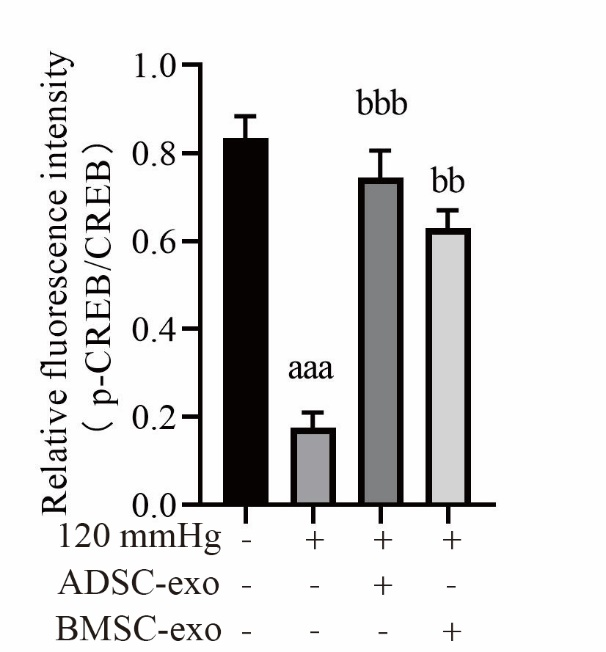 Relative fluorescence intensity
( p-CREB/CREB)
1.0
0.8
0.6
0.4
0.2
0.0
aaa
bbb
bb
120 mmHg - + + +
ADSC-exo - - + -
BMSC-exo - - - +